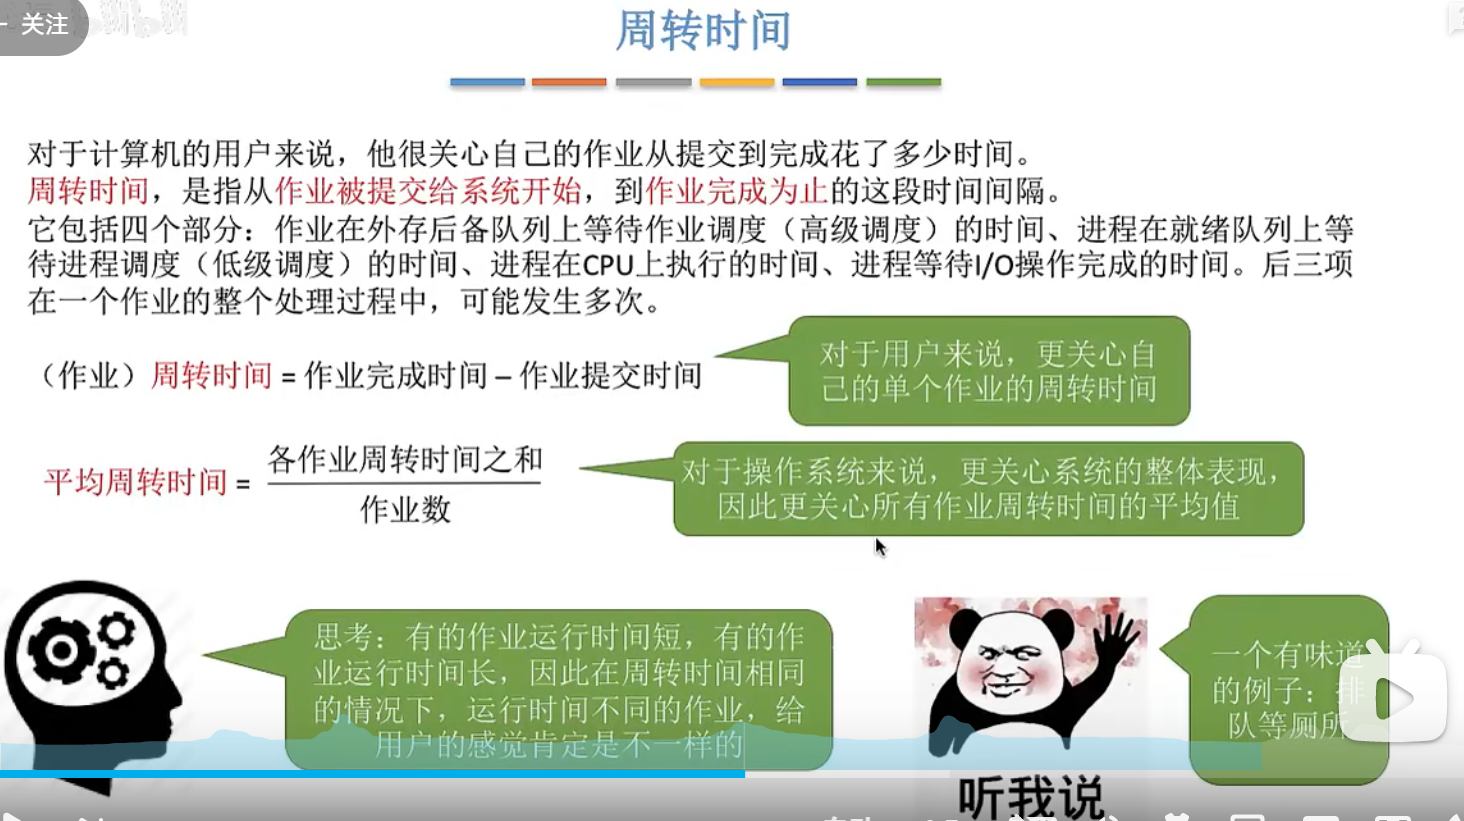 关注
周转时间
对于计算机的用户来说，他很关心自己的作业从提交到完成花了多少时间。
周转时间，是指从作业被提交给系统开始，到作业完成为止的这段时间间隔。
它包括四个部分：作业在外存后备队列上等待作业调度（高级调度）的时间、进程在就绪队列上等
待进程调度（低级调度）的时间、进程在CPU上执行的时间、进程等待I/O操作完成的时间。后三项
在一个作业的整个处理过程中，可能发生多次。
（作业）周转时间 = 作业完成时间 – 作业提交时间
对于用户来说，更关心自
己的单个作业的周转时间
平均周转时间 =
各作业周转时间之和
作业数
对于操作系统来说，更关心系统的整体表现，
因此更关心所有作业周转时间的平均值
思考：有的作业运行时间短，有的作
业运行时间长，因此在周转时间相同
的情况下，运行时间不同的作业，给
用户的感觉肯定是不一样的
听我说
一个有味道
的例子：排
队等厕所